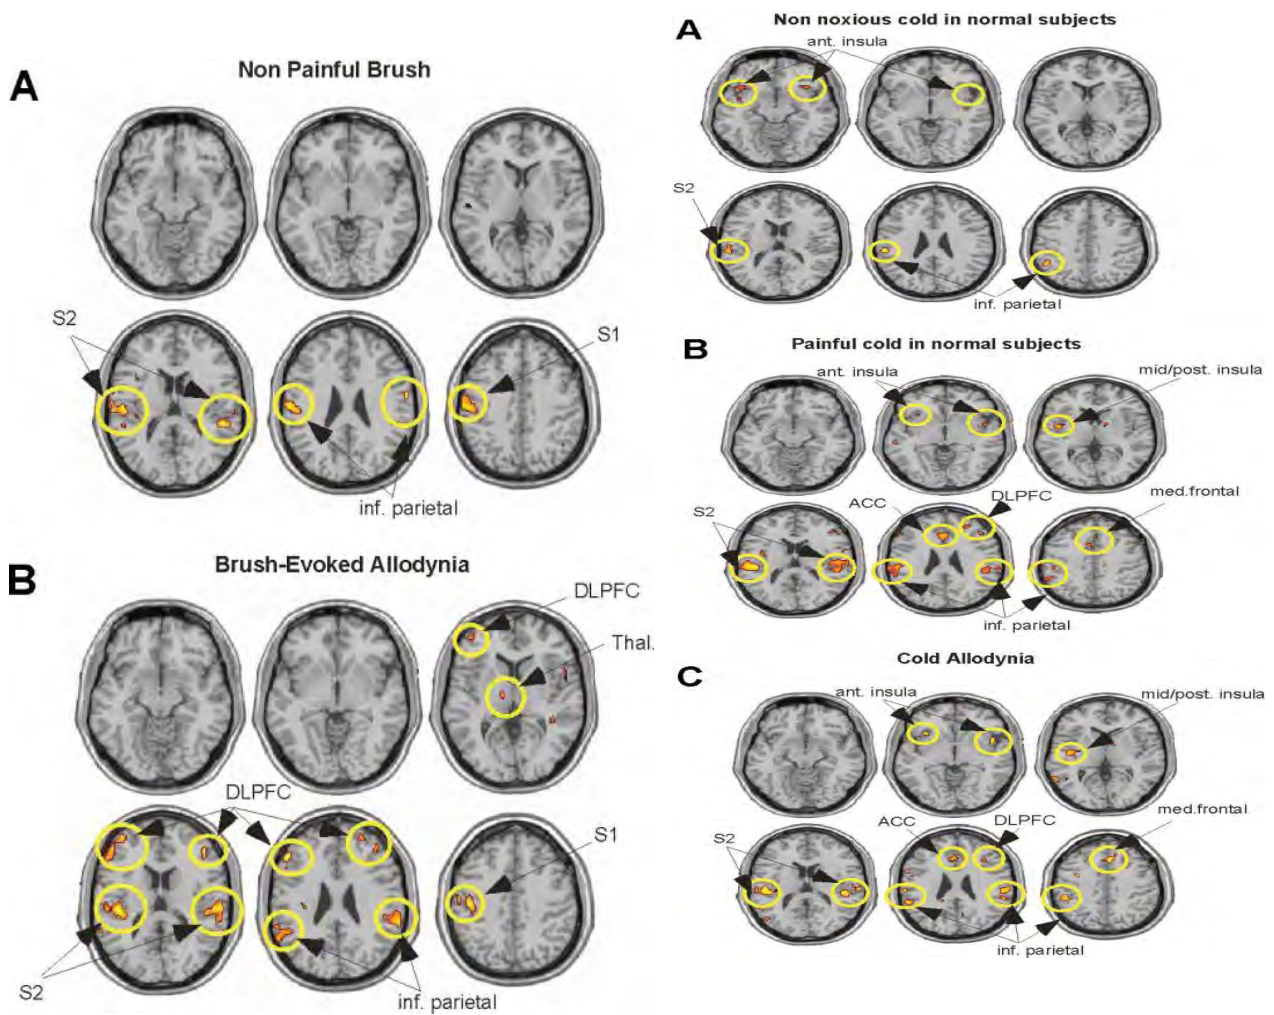 A
Non Painful Brush
S2
S1
inf. parietal
B
Brush-Evoked Allodynia
DLPFC
Thal.
DLPFC
S1
S2
inf. parietal
A
Non noxious cold in normal subjects
ant. insula
S2
inf. parietal
B
Painful cold in normal subjects
ant. insula
mid/post. insula
S2
ACC
DLPFC
med.frontal
inf. parietal
C
Cold Allodynia
ant. insula
mid/post. insula
S2
ACC
DLPFC
med.frontal
inf. parietal